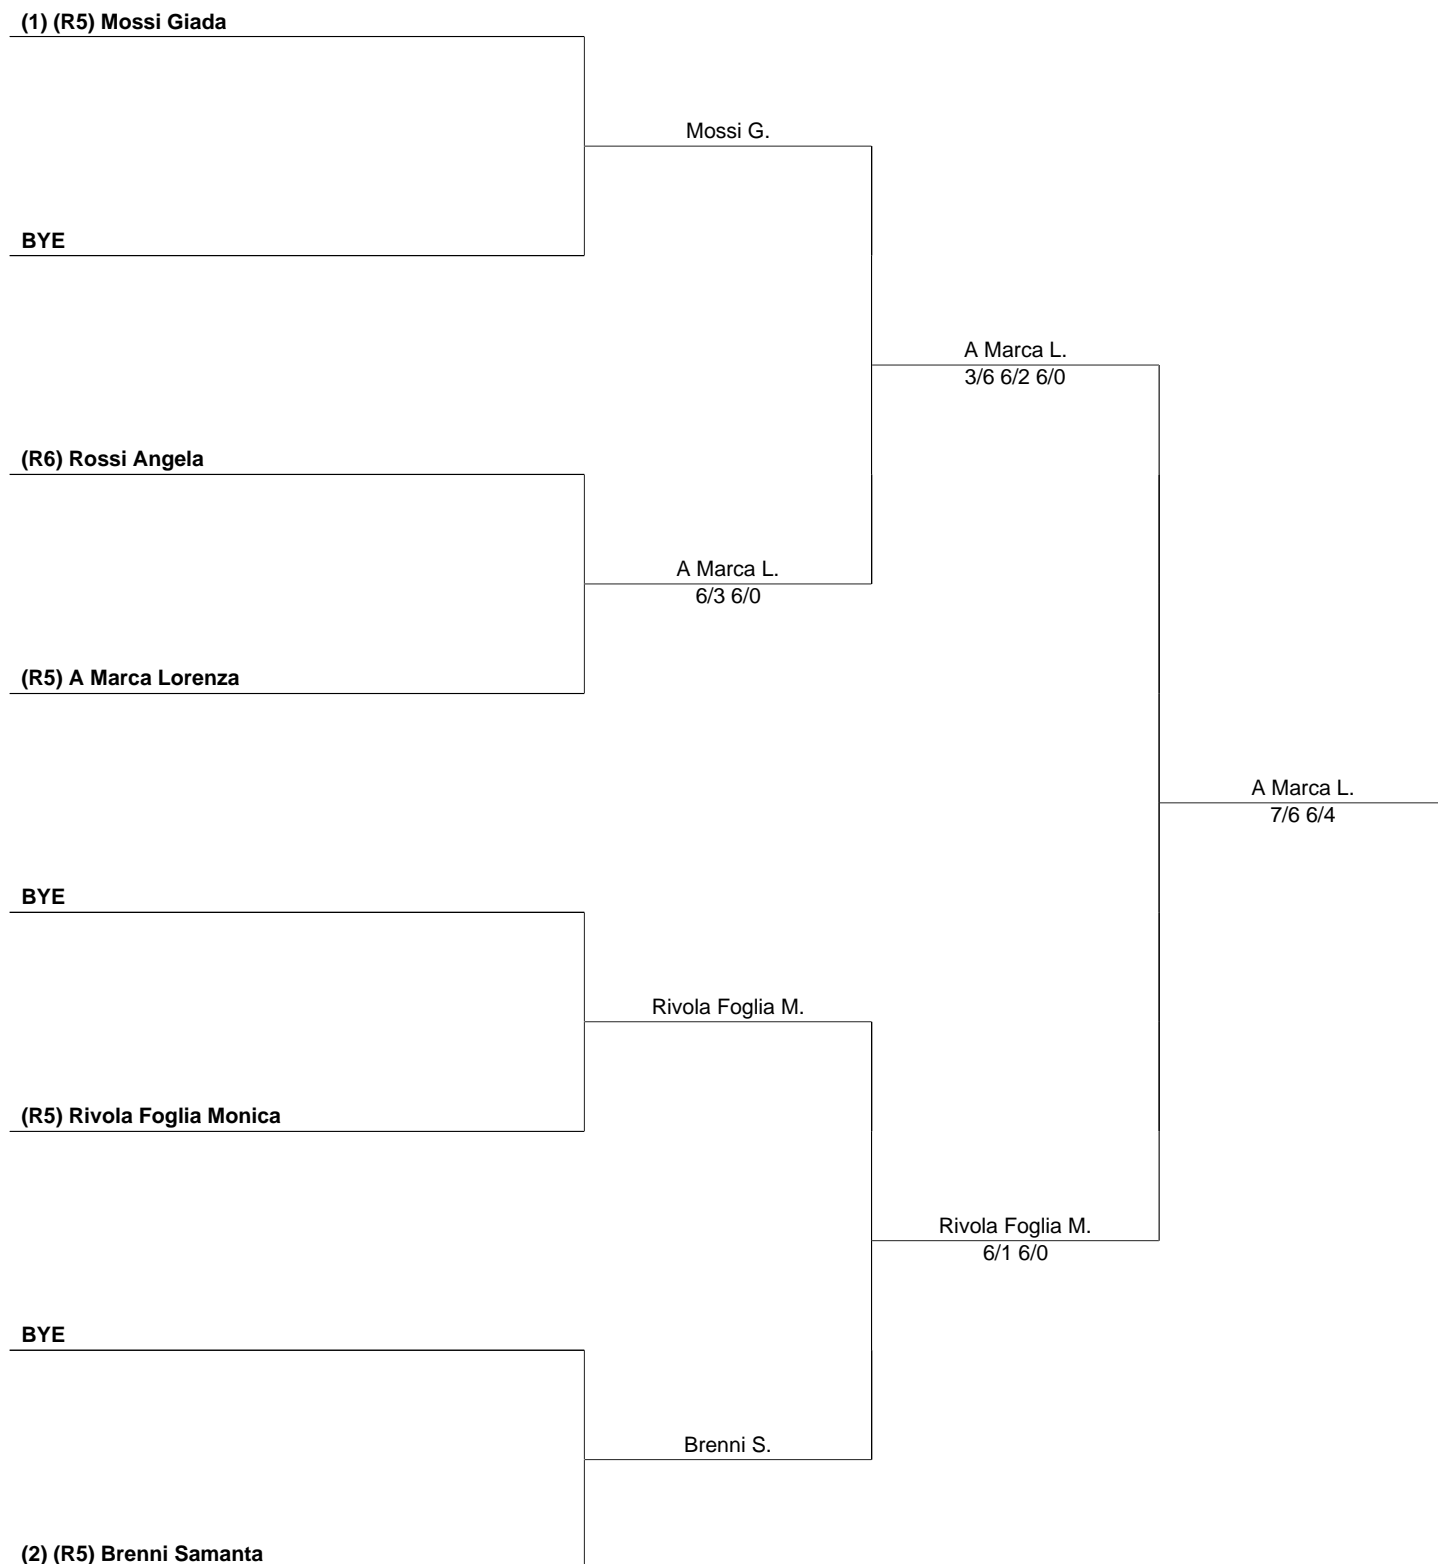 (1) (R5) Mossi Giada
Mossi G.
BYE
A Marca L.
3/6 6/2 6/0
(R6) Rossi Angela
A Marca L.
6/3 6/0
(R5) A Marca Lorenza
A Marca L.
7/6 6/4
BYE
Rivola Foglia M.
(R5) Rivola Foglia Monica
Rivola Foglia M.
6/1 6/0
BYE
Brenni S.
(2) (R5) Brenni Samanta